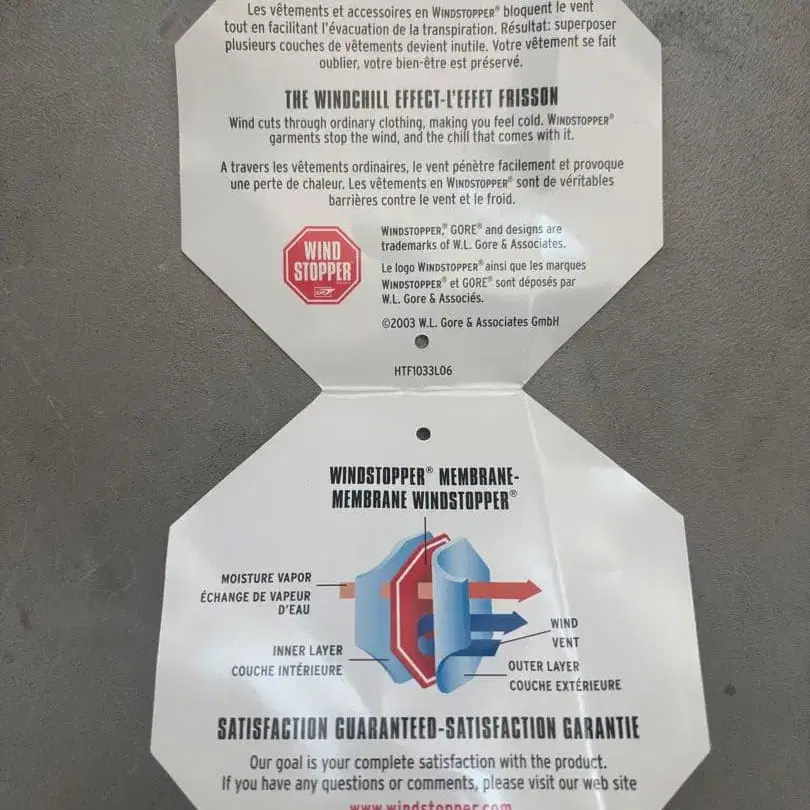 Les vêtements et accessoires en WINDSTOPPER® bloquent le vent
tout en facilitant l'évacuation de la transpiration. Résultat: superposer
plusieurs couches de vêtements devient inutile. Votre vêtement se fait
oublier, votre bien-être est préservé.
THE WINDCHILL EFFECT-L'EFFET FRISSON
Wind cuts through ordinary clothing, making you feel cold. WINDSTOPPER®
garments stop the wind, and the chill that comes with it.
A travers les vêtements ordinaires, le vent pénètre facilement et provoque
une perte de chaleur. Les vêtements en WINDSTOPPER® sont de véritables
barrières contre le vent et le froid.
WIND
STOPPER
WINDSTOPPER,® GORE® and designs are
trademarks of W.L. Gore & Associates.
Le logo WINDSTOPPER® ainsi que les marques
WINDSTOPPER® et GORE® sont déposés par
W.L. Gore & Associés.
©2003 W.L. Gore & Associates GmbH
HTF1033L06
WINDSTOPPER® MEMBRANE-
MEMBRANE WINDSTOPPER®
MOISTURE VAPOR
ÉCHANGE DE VAPEUR
D'EAU
WIND
VENT
INNER LAYER
COUCHE INTÉRIEURE
OUTER LAYER
COUCHE EXTÉRIEURE
SATISFACTION GUARANTEED-SATISFACTION GARANTIE
Our goal is your complete satisfaction with the product.
If you have any questions or comments, please visit our web site
www.windstopper.com